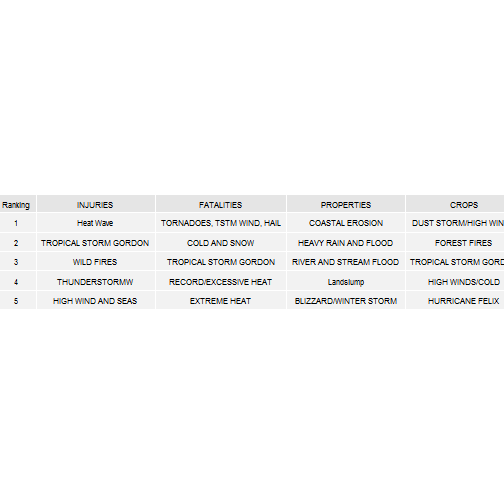 Ranking INJURIES FATALITIES PROPERTIES CROPS
1 Heat Wave TORNADOES, TSTM WIND, HAIL COASTAL EROSION DUST STORM/HIGH WIN
2 TROPICAL STORM GORDON COLD AND SNOW HEAVY RAIN AND FLOOD FOREST FIRES
3 WILD FIRES TROPICAL STORM GORDON RIVER AND STREAM FLOOD TROPICAL STORM GORD
4 THUNDERSTORMW RECORD/EXCESSIVE HEAT Landslump HIGH WINDS/COLD
5 HIGH WIND AND SEAS EXTREME HEAT BLIZZARD/WINTER STORM HURRICANE FELIX